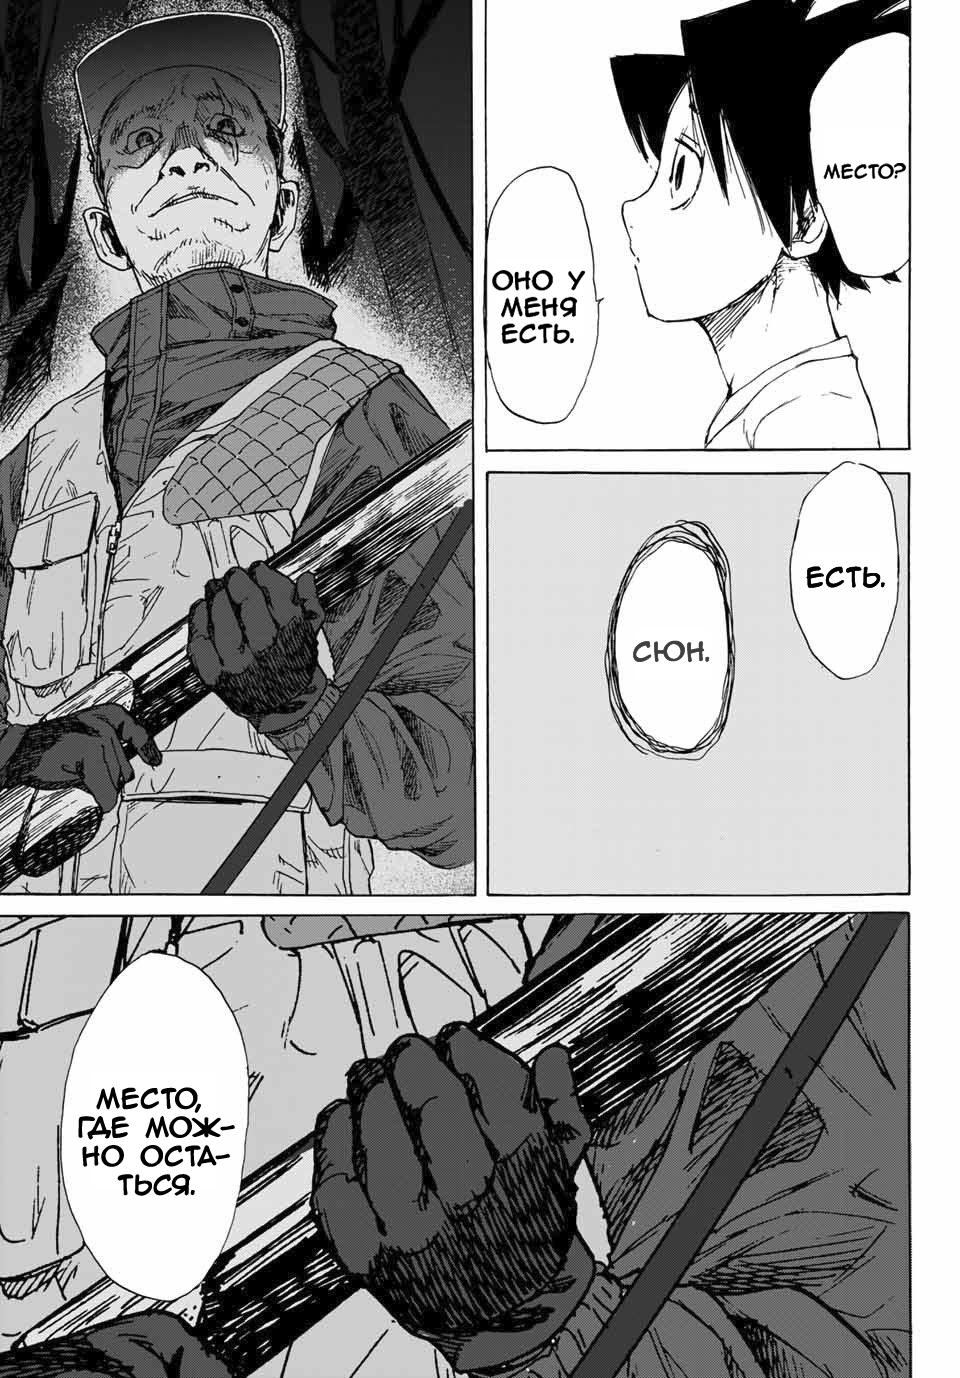 МЕСТО?
ОНО У
МЕНЯ
ЕСТЬ.
ЕСТЬ.
СЮН.
МЕСТО,
ГДЕ МОЖ-
НО ОСТА-
ТЬСЯ.